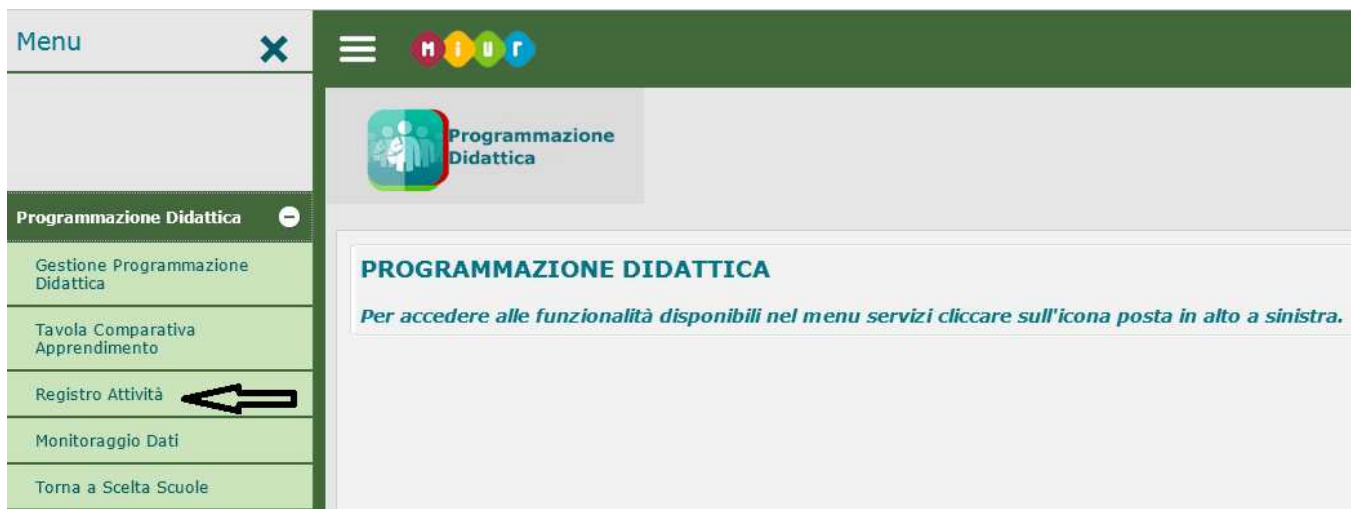 Menu
MIUr
Programmazione
Didattica
Programmazione Didattica
Gestione Programmazione
Didattica
Tavola Comparativa
Apprendimento
Registro Attività
Monitoraggio Dati
Torna a Scelta Scuole
PROGRAMMAZIONE DIDATTICA
Per accedere alle funzionalità disponibili nel menu servizi cliccare sull'icona posta in alto a sinistra.